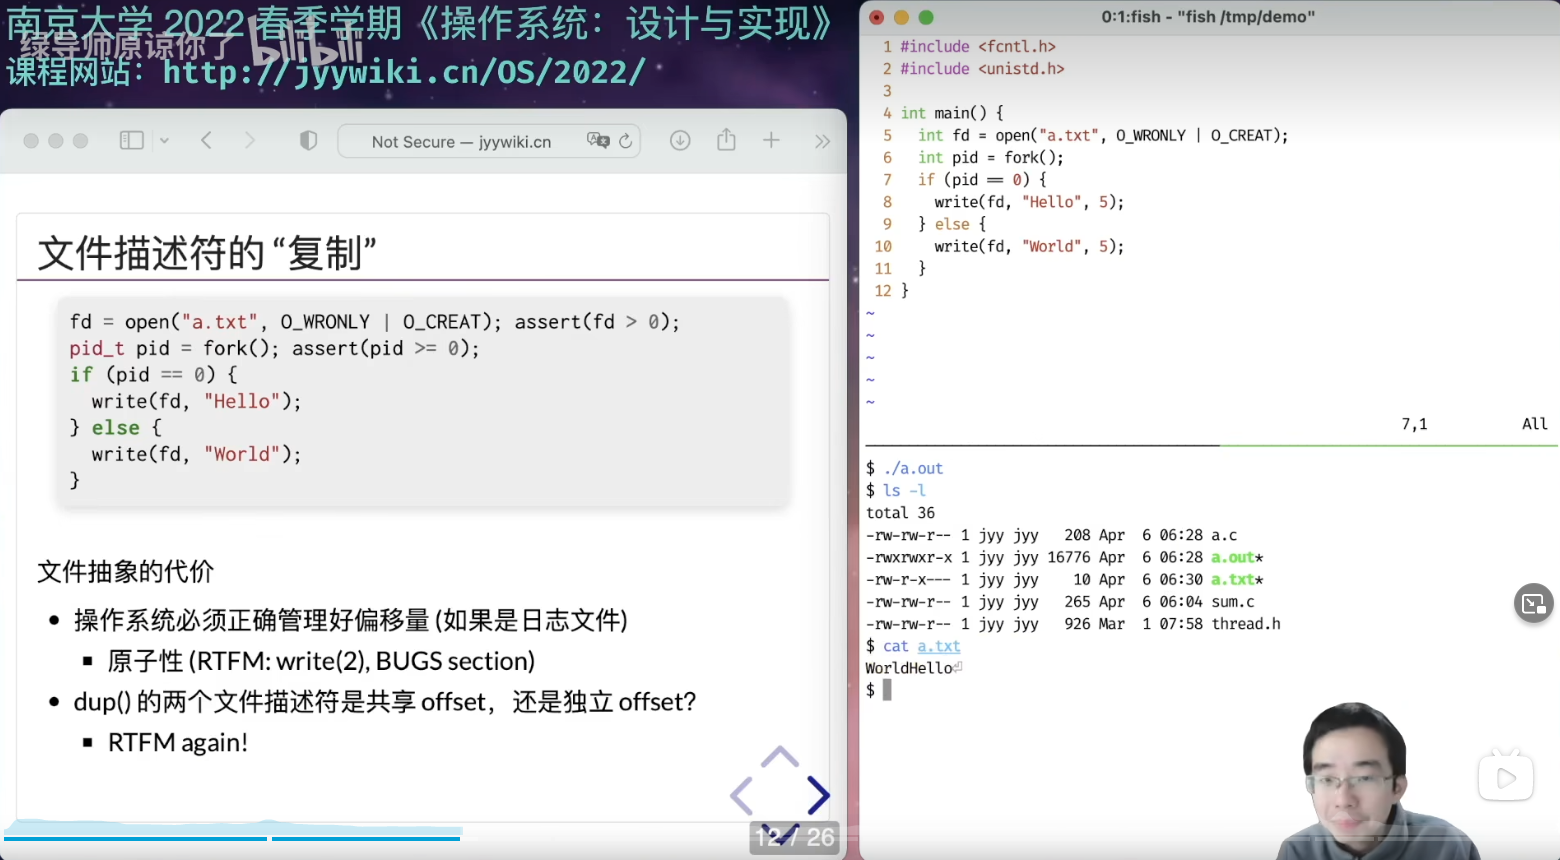 南京大学 2022 春季学期《操作系统：设计与实现》
绿导师原谅你了 bilibili
课程网站：http://jyywiki.cn/OS/2022/
Not Secure — jyywiki.cn
文件描述符的 “复制”
fd = open("a.txt", O_WRONLY | O_CREAT); assert(fd > 0);
pid_t pid = fork(); assert(pid >= 0);
if (pid == 0) {
write(fd, "Hello");
} else {
write(fd, "World");
}
文件抽象的代价
• 操作系统必须正确管理好偏移量 (如果是日志文件)
▪ 原子性 (RTFM: write(2), BUGS section)
• dup() 的两个文件描述符是共享 offset，还是独立 offset?
▪ RTFM again!
12 / 26
0:1:fish - "fish /tmp/demo"
1 #include <fcntl.h>
2 #include <unistd.h>
3
4 int main() {
5 int fd = open("a.txt", O_WRONLY | O_CREAT);
6 int pid = fork();
7 if (pid == 0) {
8 write(fd, "Hello", 5);
9 } else {
10 write(fd, "World", 5);
11 }
12 }
~
~
~
~
~
7,1 All
$ ./a.out
$ ls -l
total 36
-rw-rw-r-- 1 jyy jyy 208 Apr 6 06:28 a.c
-rwxrwxr-x 1 jyy jyy 16776 Apr 6 06:28 a.out*
-rw-r-x--- 1 jyy jyy 10 Apr 6 06:30 a.txt*
-rw-rw-r-- 1 jyy jyy 265 Apr 6 06:04 sum.c
-rw-rw-r-- 1 jyy jyy 926 Mar 1 07:58 thread.h
$ cat a.txt
WorldHello⏎
$